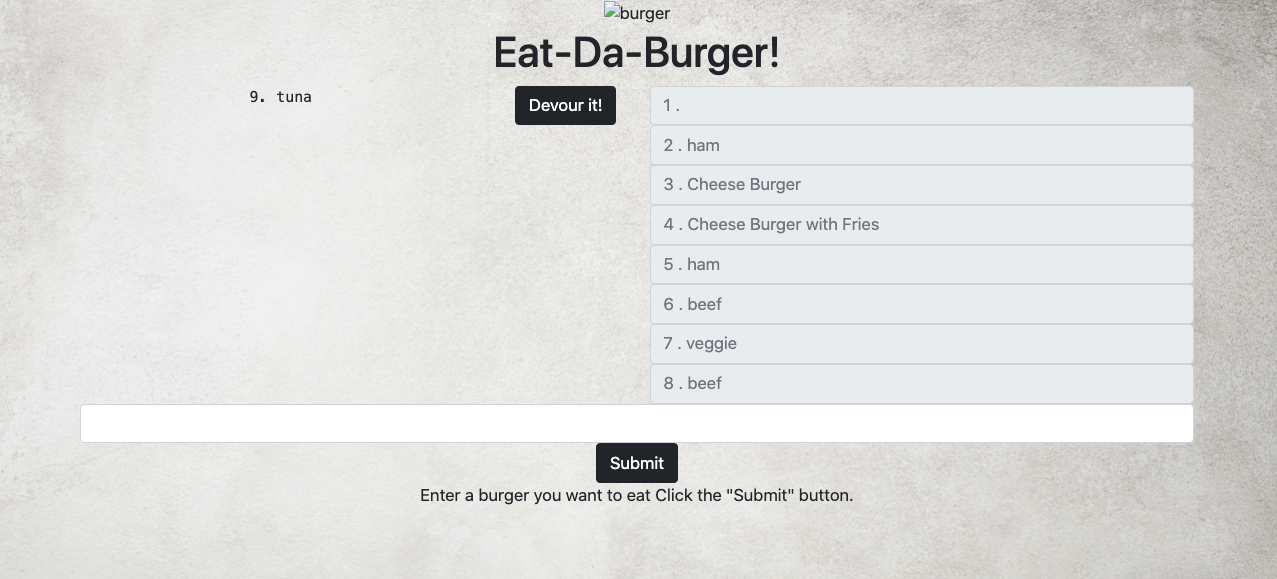 burger
Eat-Da-Burger!
9. tuna
Devour it!
1 .
2 . ham
3 . Cheese Burger
4 . Cheese Burger with Fries
5 . ham
6 . beef
7 . veggie
8 . beef
Submit
Enter a burger you want to eat Click the "Submit" button.